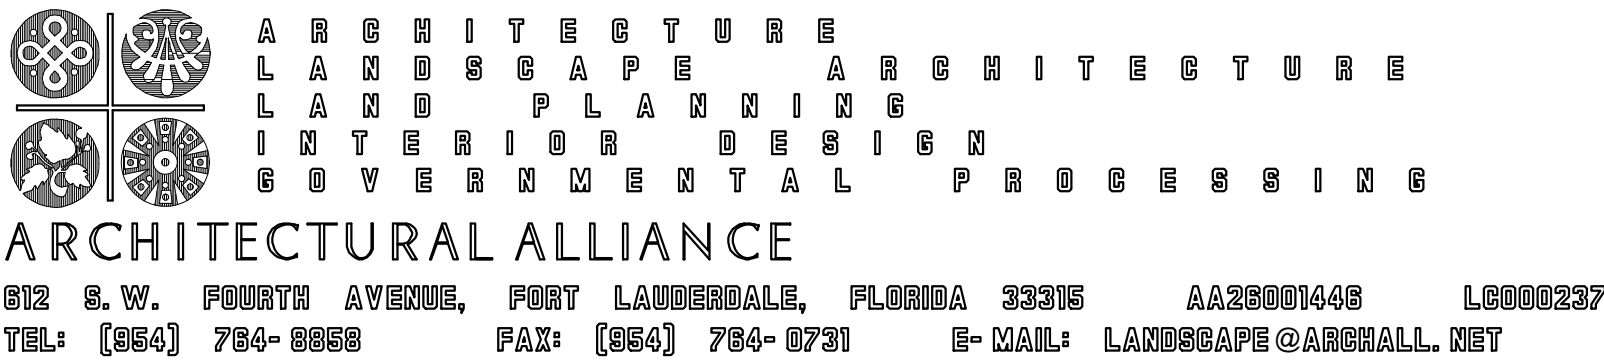 ARCHITECTURE
LANDSCAPE ARCHITECTURE
LAND PLANNING
INTERIOR DESIGN
GOVERNMENTAL PROCESSING
ARCHITECTURAL ALLIANCE
612 S.W. FOURTH AVENUE, FORT LAUDERDALE, FLORIDA 33315 AA26001446 LC000237
TEL: (954) 764-8858 FAX: (954) 764-0731 E-MAIL: LANDSCAPE@ARCHALL.NET